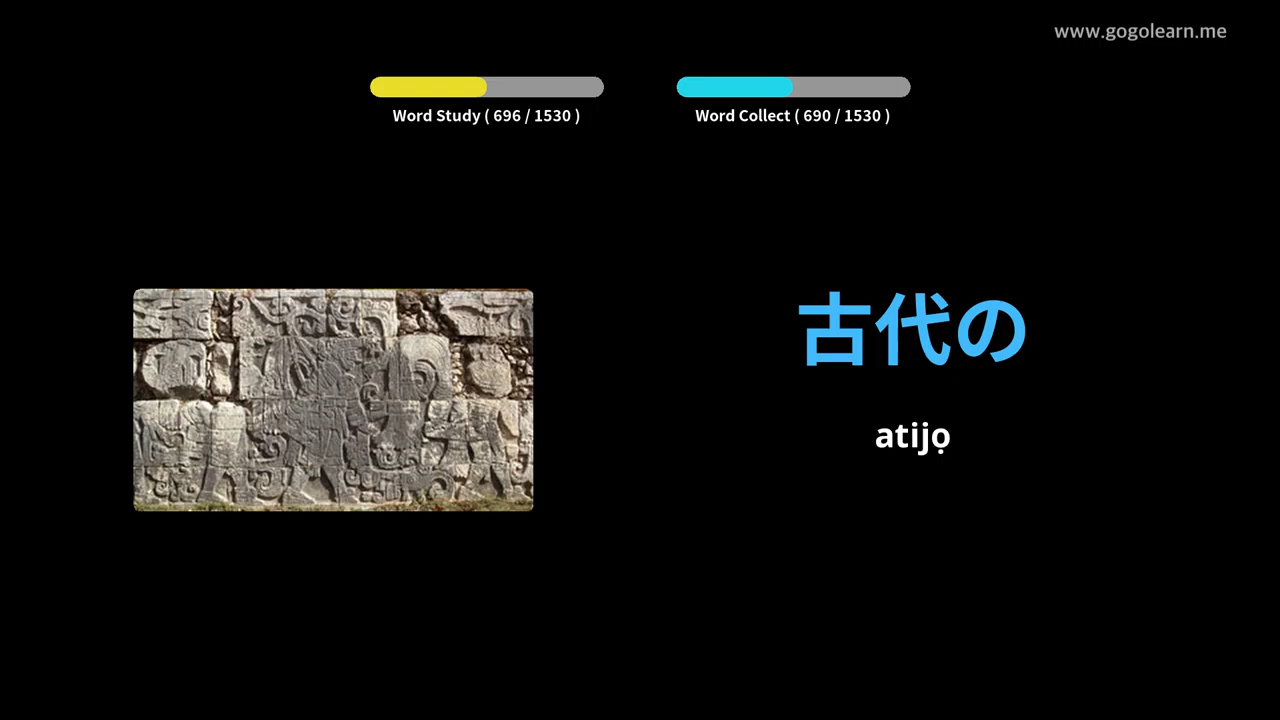 www.gogolearn.me
Word Study ( 696 / 1530 )
Word Collect ( 690 / 1530 )
古代の
atijọ